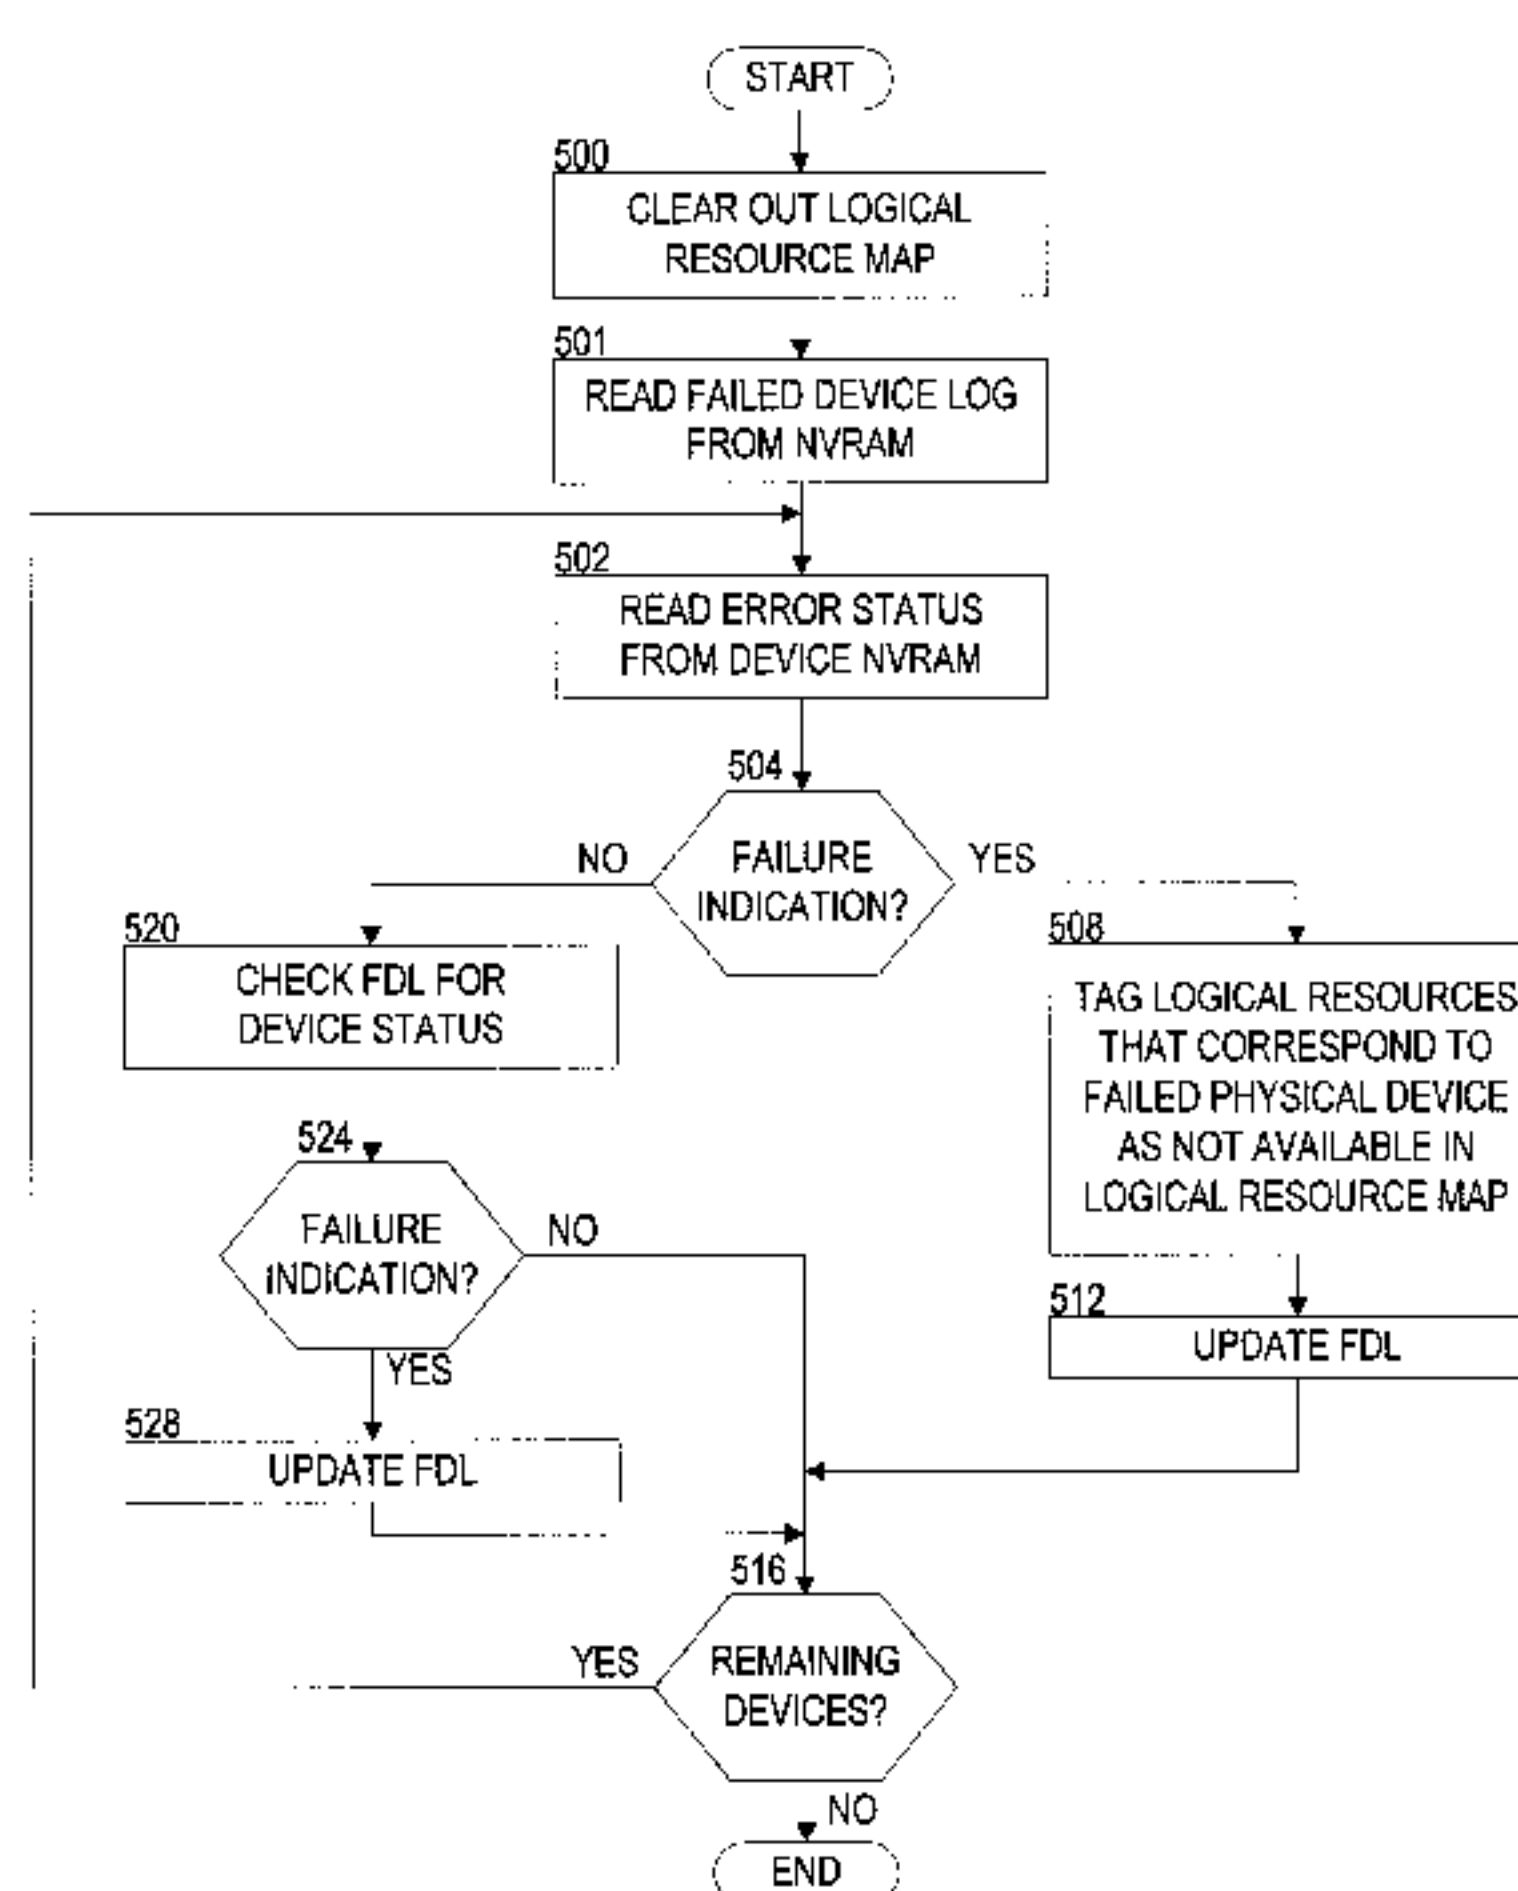 START
500
CLEAR OUT LOGICAL
RESOURCE MAP
501
READ FAILED DEVICE LOG
FROM NVRAM
502
READ ERROR STATUS
FROM DEVICE NVRAM
504
FAILURE
INDICATION?
NO
YES
520
CHECK FDL FOR
DEVICE STATUS
508
TAG LOGICAL RESOURCES
THAT CORRESPOND TO
FAILED PHYSICAL DEVICE
AS NOT AVAILABLE IN
LOGICAL RESOURCE MAP
524
FAILURE
INDICATION?
NO
YES
512
UPDATE FDL
528
UPDATE FDL
516
REMAINING
DEVICES?
YES
NO
END